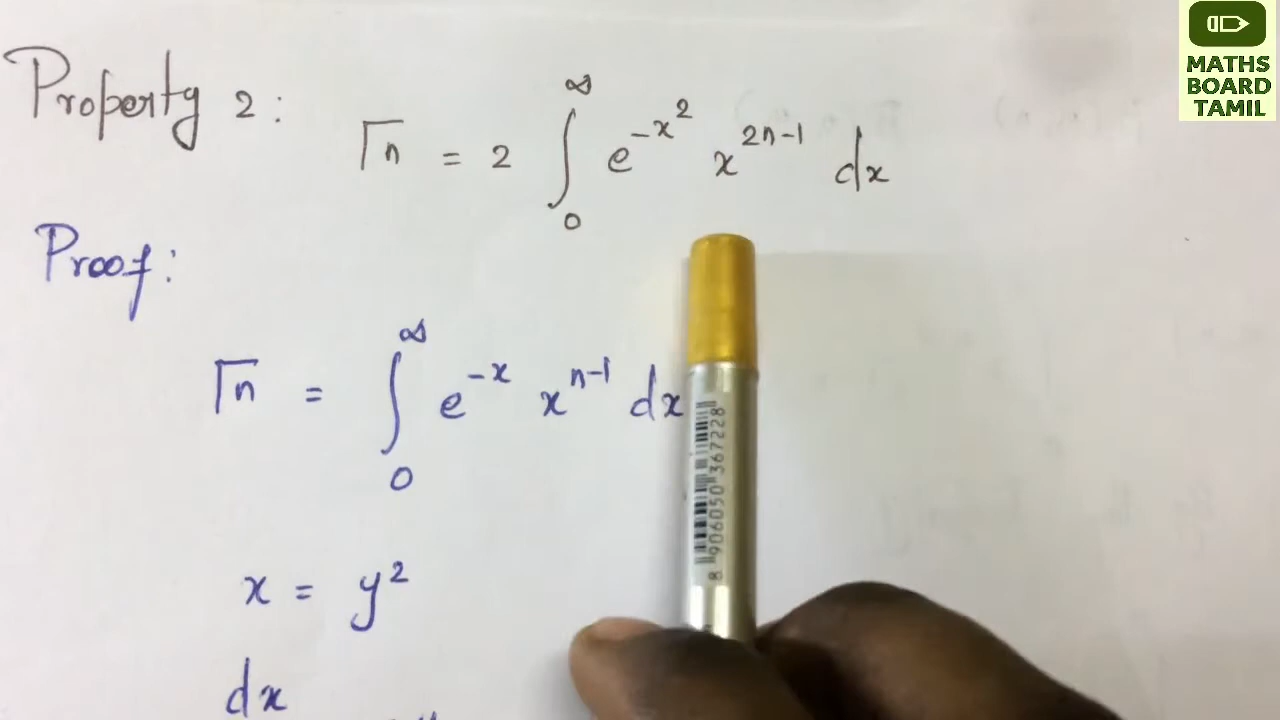 MATHS
BOARD
TAMIL
Property 2:
Γn = 2 ∫₀^∞ e^{-x²} x^{2n-1} dx
Proof:
Γn = ∫₀^∞ e^{-x} x^{n-1} dx
8 906050 367228
x = y²
dx